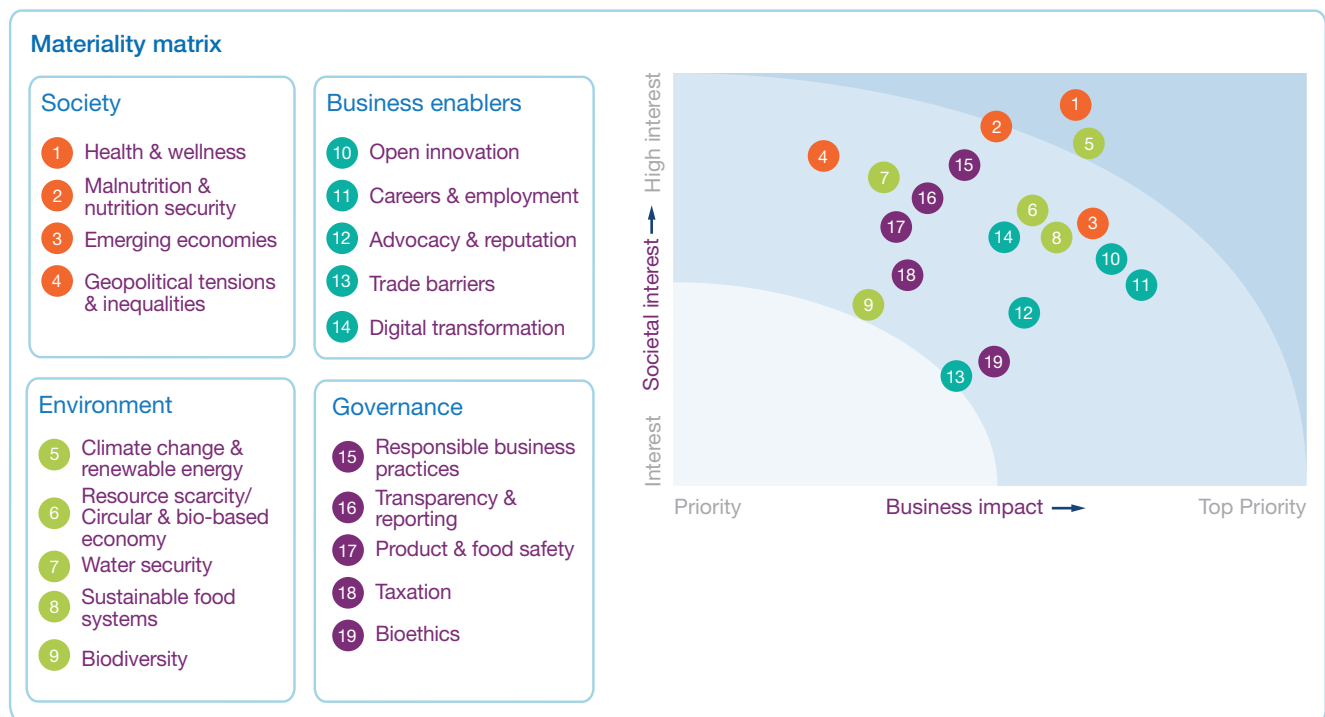 Materiality matrix
Society
1 Health & wellness
2 Malnutrition &
nutrition security
3 Emerging economies
4 Geopolitical tensions
& inequalities
Business enablers
10 Open innovation
11 Careers & employment
12 Advocacy & reputation
13 Trade barriers
14 Digital transformation
Environment
5 Climate change &
renewable energy
6 Resource scarcity/
Circular & bio-based
economy
7 Water security
8 Sustainable food
systems
9 Biodiversity
Governance
15 Responsible business
practices
16 Transparency &
reporting
17 Product & food safety
18 Taxation
19 Bioethics
Interest
Societal interest
High interest
1
2
5
4
15
7
16
6
3
17
14
8
10
18
11
9
12
19
13
Priority
Business impact
Top Priority